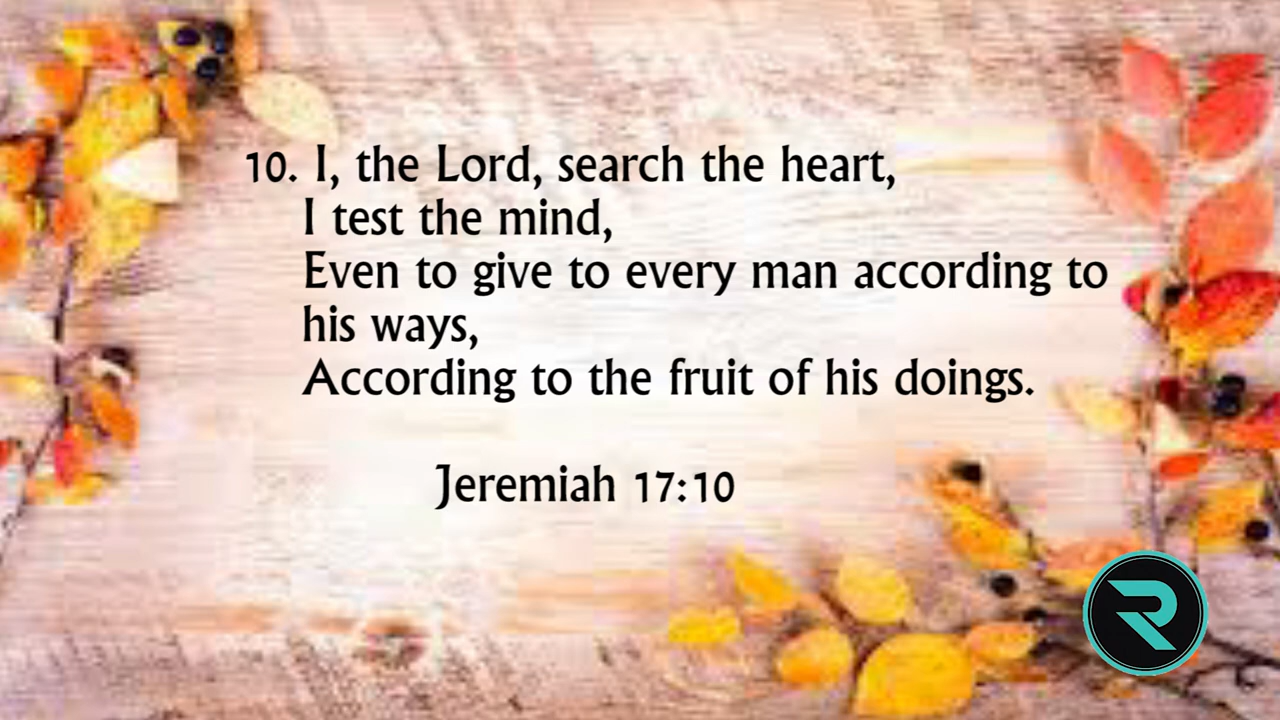 10. I, the Lord, search the heart,
I test the mind,
Even to give to every man according to
his ways,
According to the fruit of his doings.
Jeremiah 17:10
R